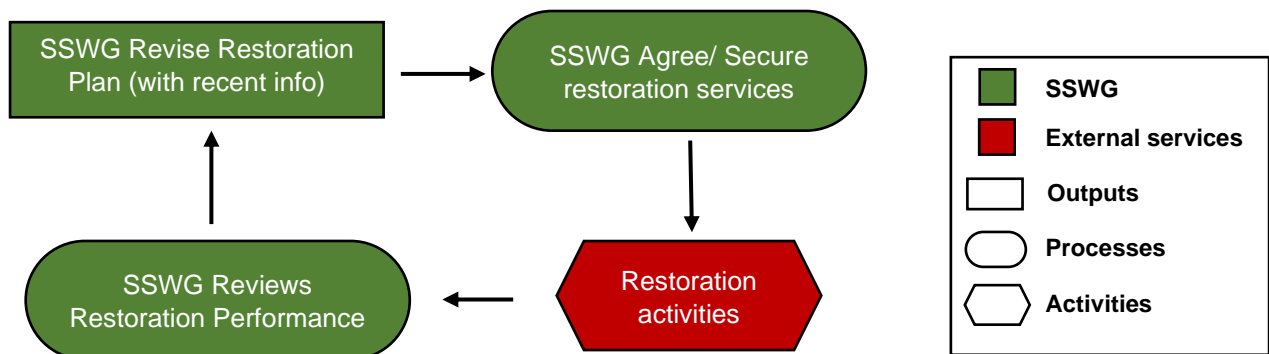 SSWG Revise Restoration
Plan (with recent info)
SSWG Agree/ Secure
restoration services
SSWG Reviews
Restoration Performance
Restoration
activities
SSWG
External services
Outputs
Processes
Activities